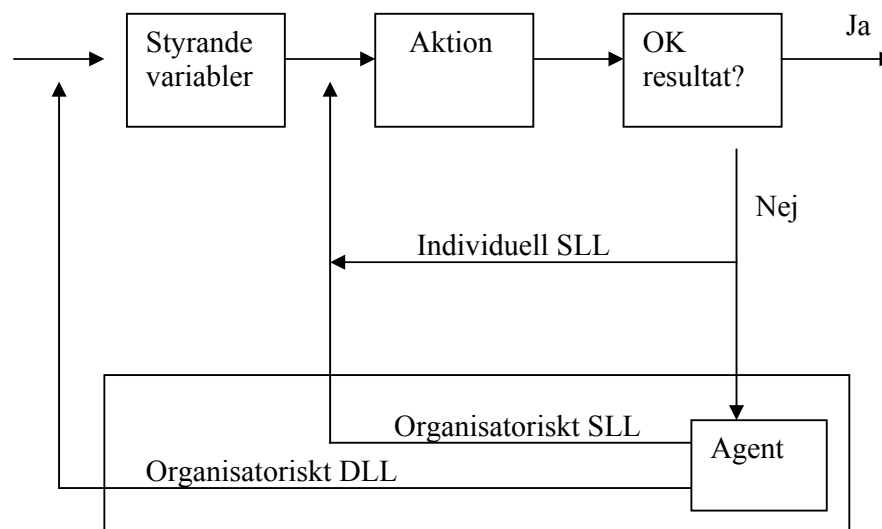 Styrande
variabler
Aktion
OK
resultat?
Ja
Nej
Individuell SLL
Organisatoriskt SLL
Organisatoriskt DLL
Agent